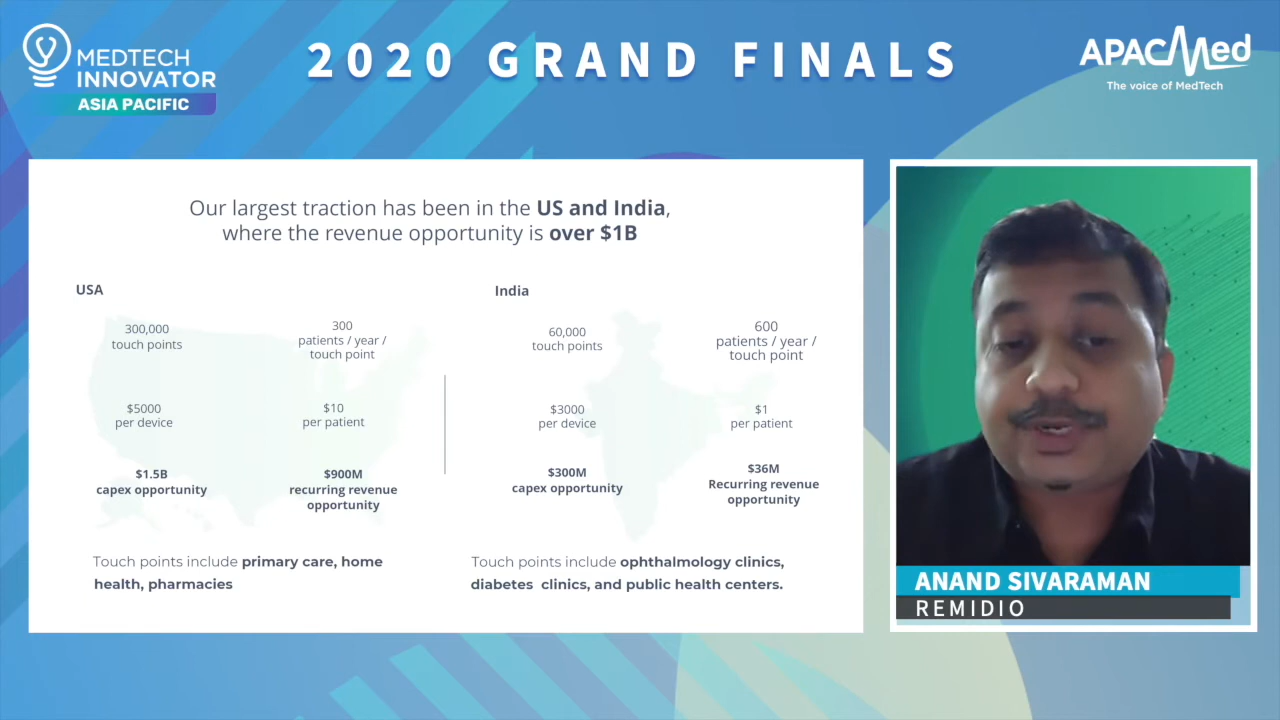 MEDTECH
INNOVATOR
ASIA PACIFIC
2020 GRAND FINALS
APACMed
The voice of MedTech
Our largest traction has been in the US and India,
where the revenue opportunity is over $1B
USA
300,000
touch points
300
patients / year /
touch point
$5000
per device
$10
per patient
$1.5B
capex opportunity
$900M
recurring revenue
opportunity
Touch points include primary care, home
health, pharmacies
India
60,000
touch points
600
patients / year /
touch point
$3000
per device
$1
per patient
$300M
capex opportunity
$36M
Recurring revenue
opportunity
Touch points include ophthalmology clinics,
diabetes clinics, and public health centers.
ANAND SIVARAMAN
REMIDIO